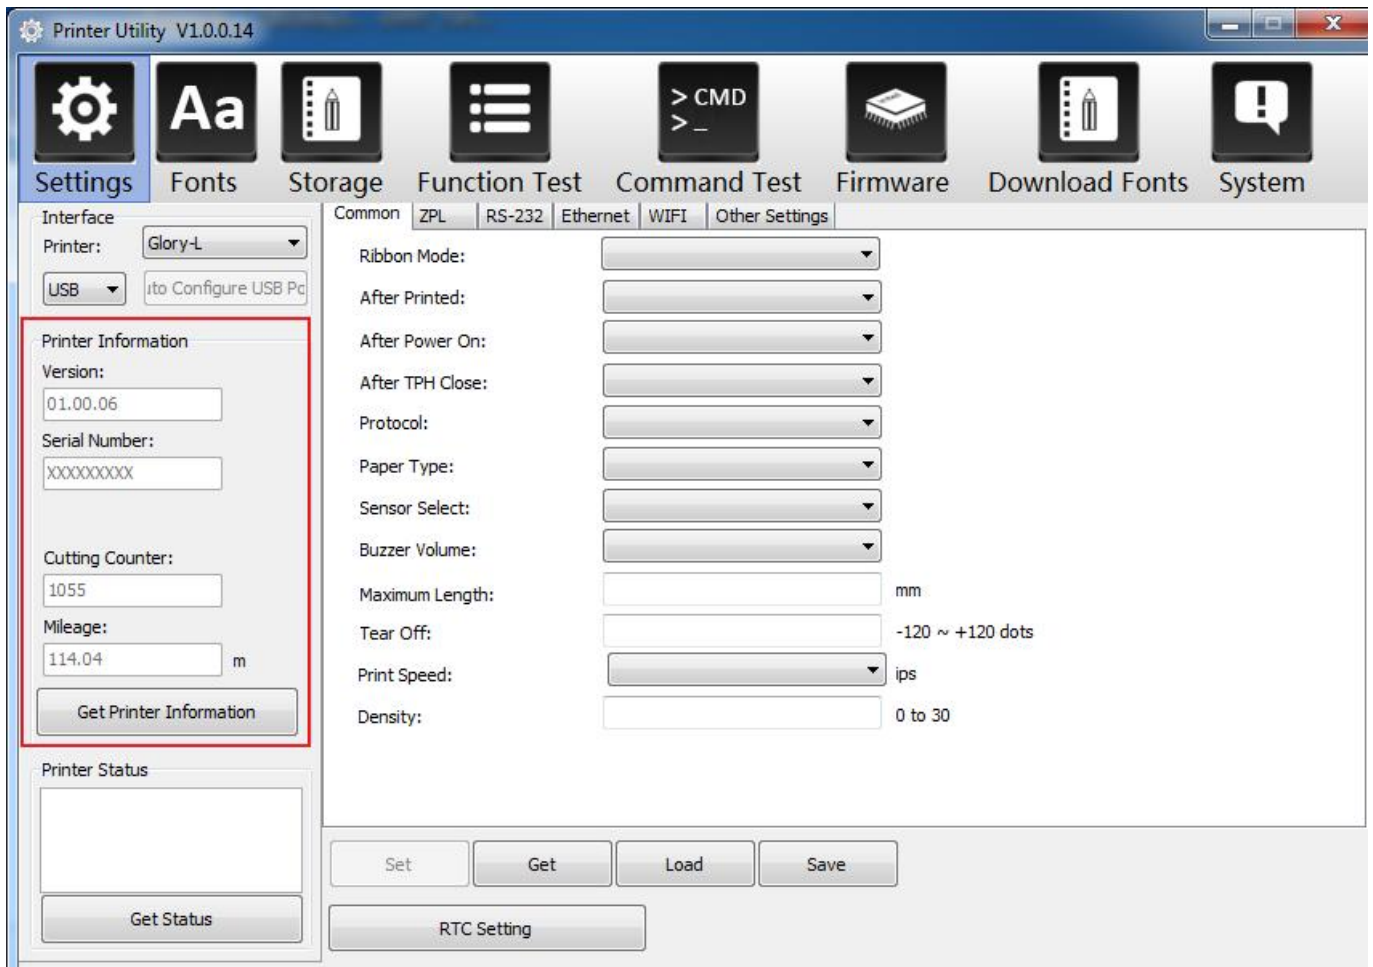 Printer Utility V1.0.0.14
Aa
> CMD
> _
Settings Fonts Storage Function Test Command Test Firmware Download Fonts System
Interface
Printer: Glory-L
USB ito Configure USB Po
Printer Information
Version:
01.00.06
Serial Number:
XXXXXXXXX
Cutting Counter:
1055
Mileage:
114.04 m
Get Printer Information
Printer Status
Get Status
Common ZPL RS-232 Ethernet WIFI Other Settings
Ribbon Mode:
After Printed:
After Power On:
After TPH Close:
Protocol:
Paper Type:
Sensor Select:
Buzzer Volume:
Maximum Length: mm
Tear Off: -120 ~ +120 dots
Print Speed: ips
Density: 0 to 30
Set Get Load Save
RTC Setting